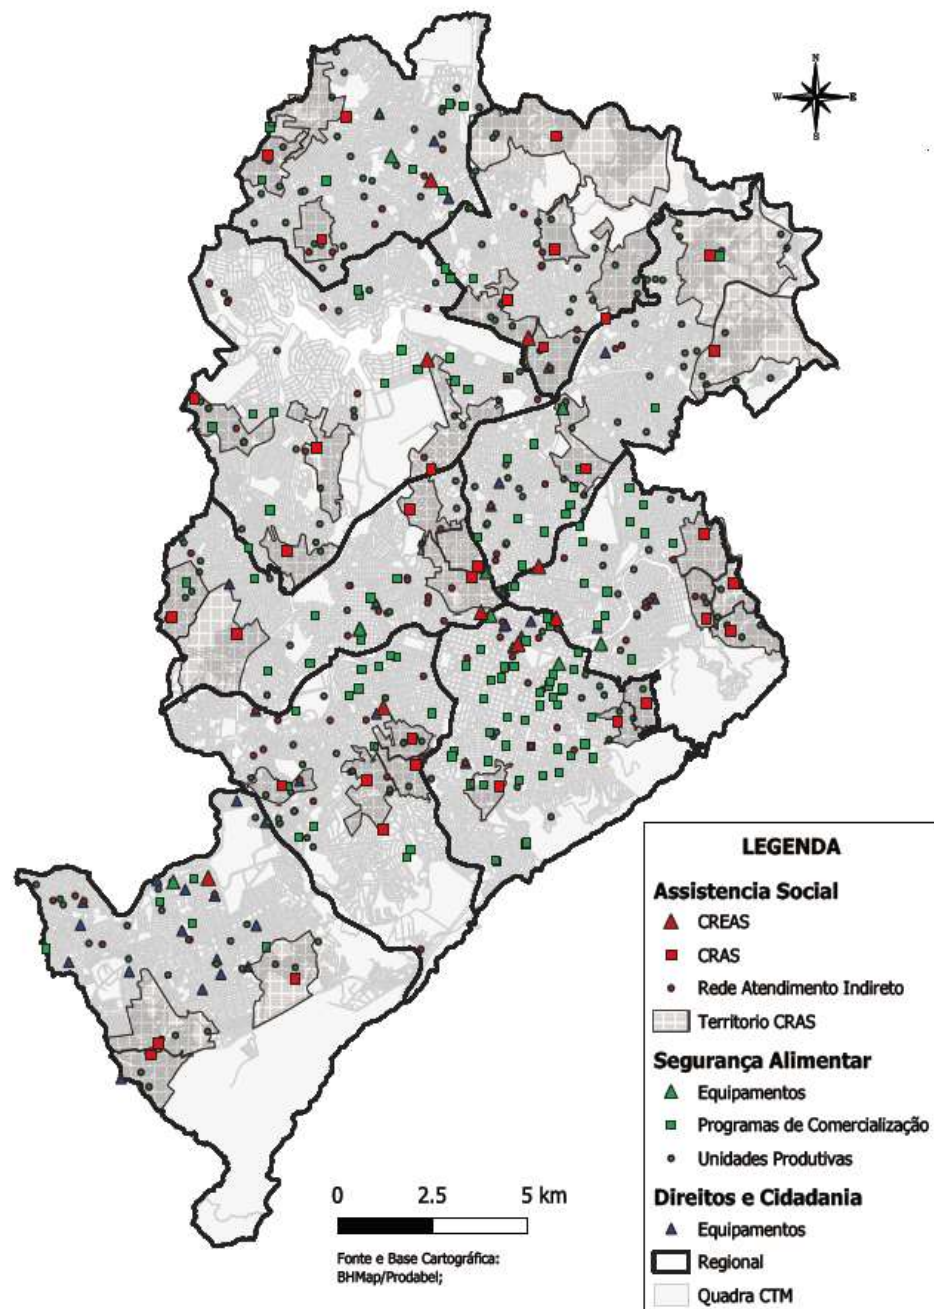 N
W E
S
LEGENDA
Assistencia Social
CREAS
CRAS
Rede Atendimento Indireto
Territorio CRAS
Segurança Alimentar
Equipamentos
Programas de Comercialização
Unidades Produtivas
Direitos e Cidadania
Equipamentos
Regional
Quadra CTM
0 2.5 5 km
Fonte e Base Cartográfica:
BHMap/Prodabel;